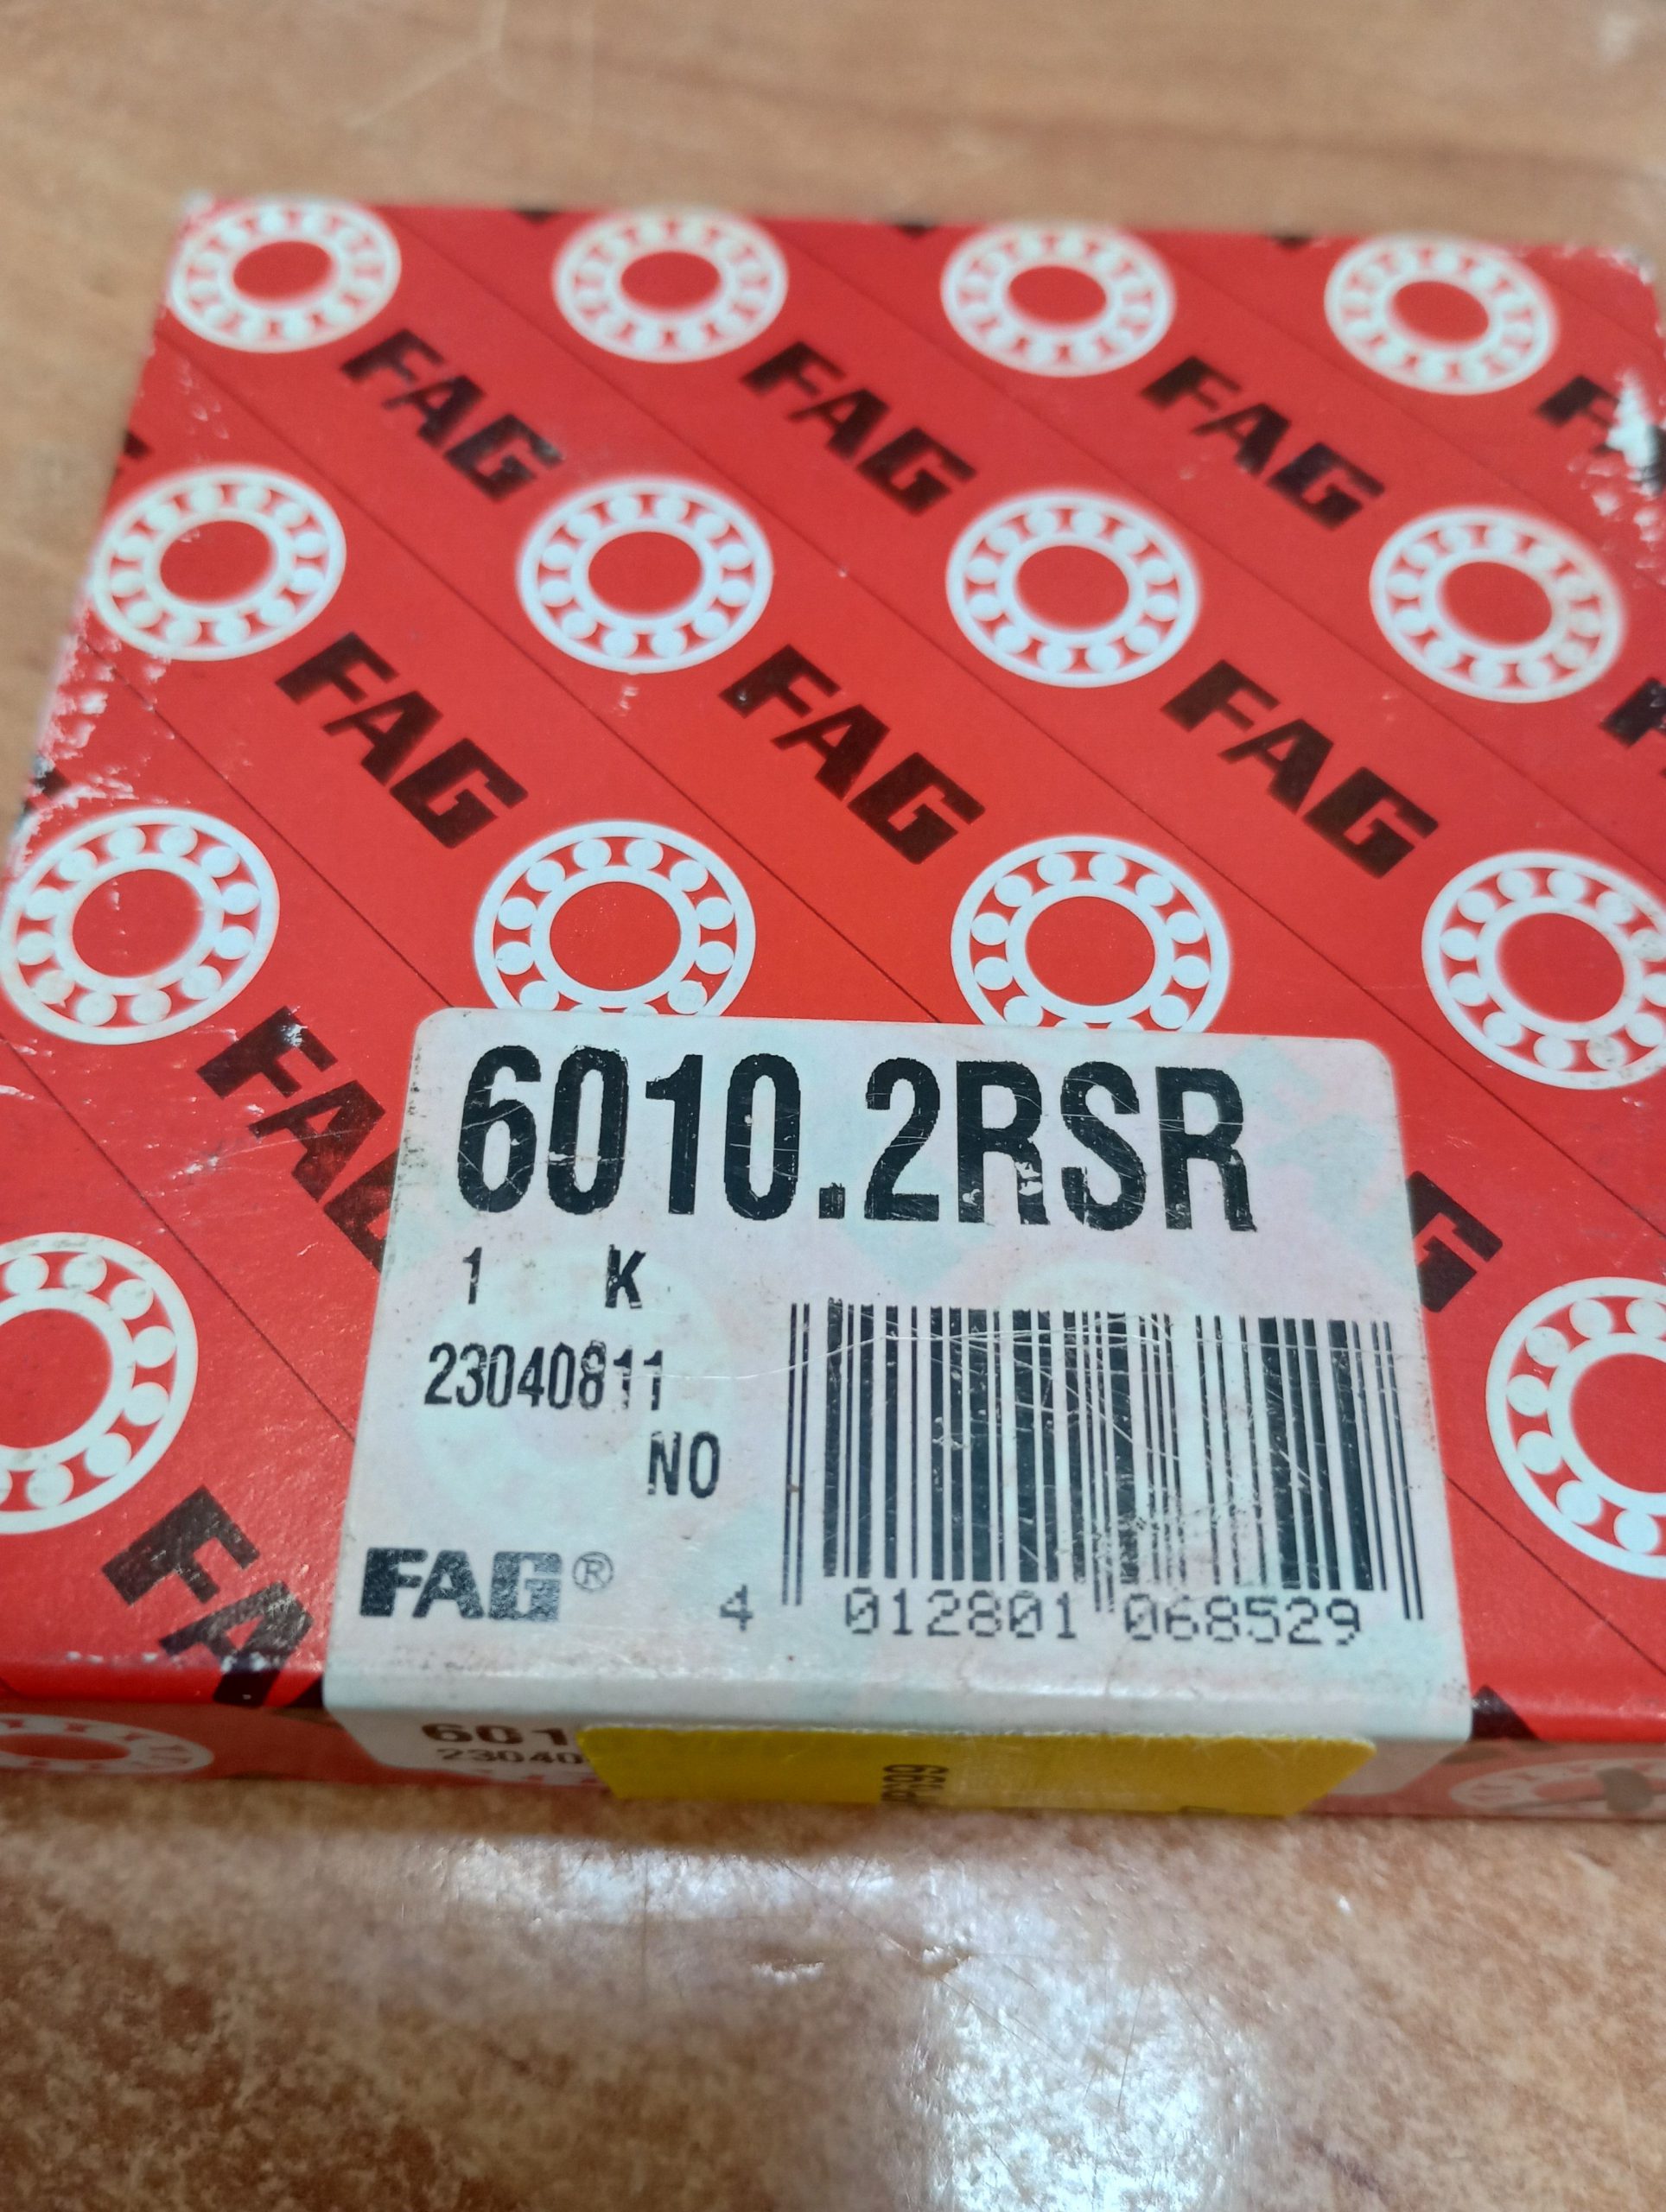 FAG FAG FAG
FAG FAG FAG
FAG
6010.2RSR
1 K
23040811
NO
FAG®
4 012801 068529